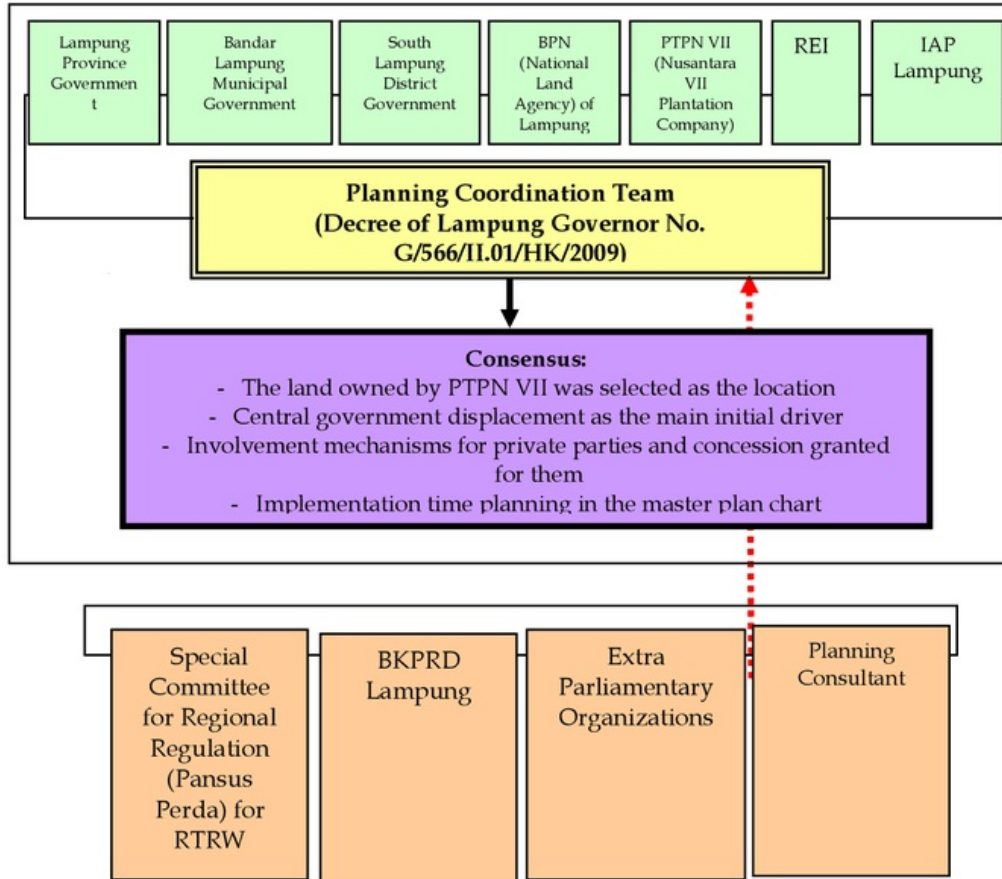 Lampung
Province
Governmen
t
Bandar
Lampung
Municipal
Government
South
Lampung
District
Government
BPN
(National
Land
Agency) of
Lampung
PTPN VII
(Nusantara
VII
Plantation
Company)
REI
IAP
Lampung
Planning Coordination Team
(Decree of Lampung Governor No.
G/566/II.01/HK/2009)
Consensus:
- The land owned by PTPN VII was selected as the location
- Central government displacement as the main initial driver
- Involvement mechanisms for private parties and concession granted
for them
- Implementation time planning in the master plan chart
Special
Committee
for Regional
Regulation
(Pansus
Perda) for
RTRW
BKPRD
Lampung
Extra
Parliamentary
Organizations
Planning
Consultant